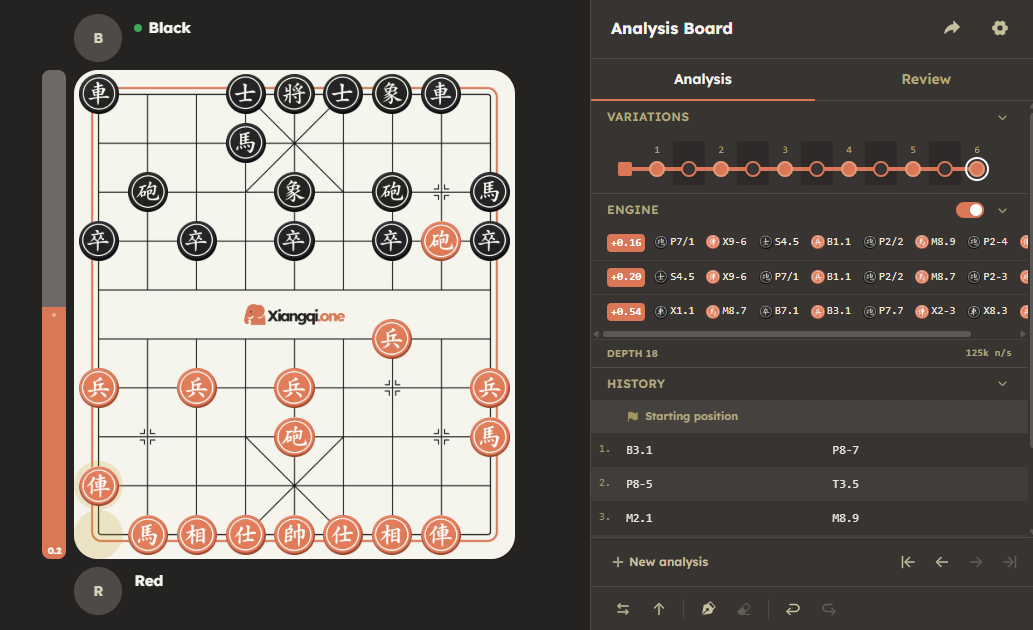 B
Black
車 士 將 士 象 車
馬
砲 象 砲 馬
卒 卒 卒 卒 砲 卒
Xiangqi.one
兵
兵 兵 兵 兵
砲 馬
俥
馬 相 仕 帥 仕 相 俥
0.2
R
Red
Analysis Board
Analysis
Review
VARIATIONS
1 2 3 4 5 6
ENGINE
+0.16 P7/1 X9-6 S4.5 B1.1 P2/2 M8.9 P2-4
+0.20 S4.5 X9-6 P7/1 B1.1 P2/2 M8.7 P2-3
+0.54 X1.1 M8.7 B7.1 B3.1 P7.7 X2-3 X8.3
DEPTH 18
125k n/s
HISTORY
Starting position
1. B3.1 P8-7
2. P8-5 T3.5
3. M2.1 M8.9
New analysis